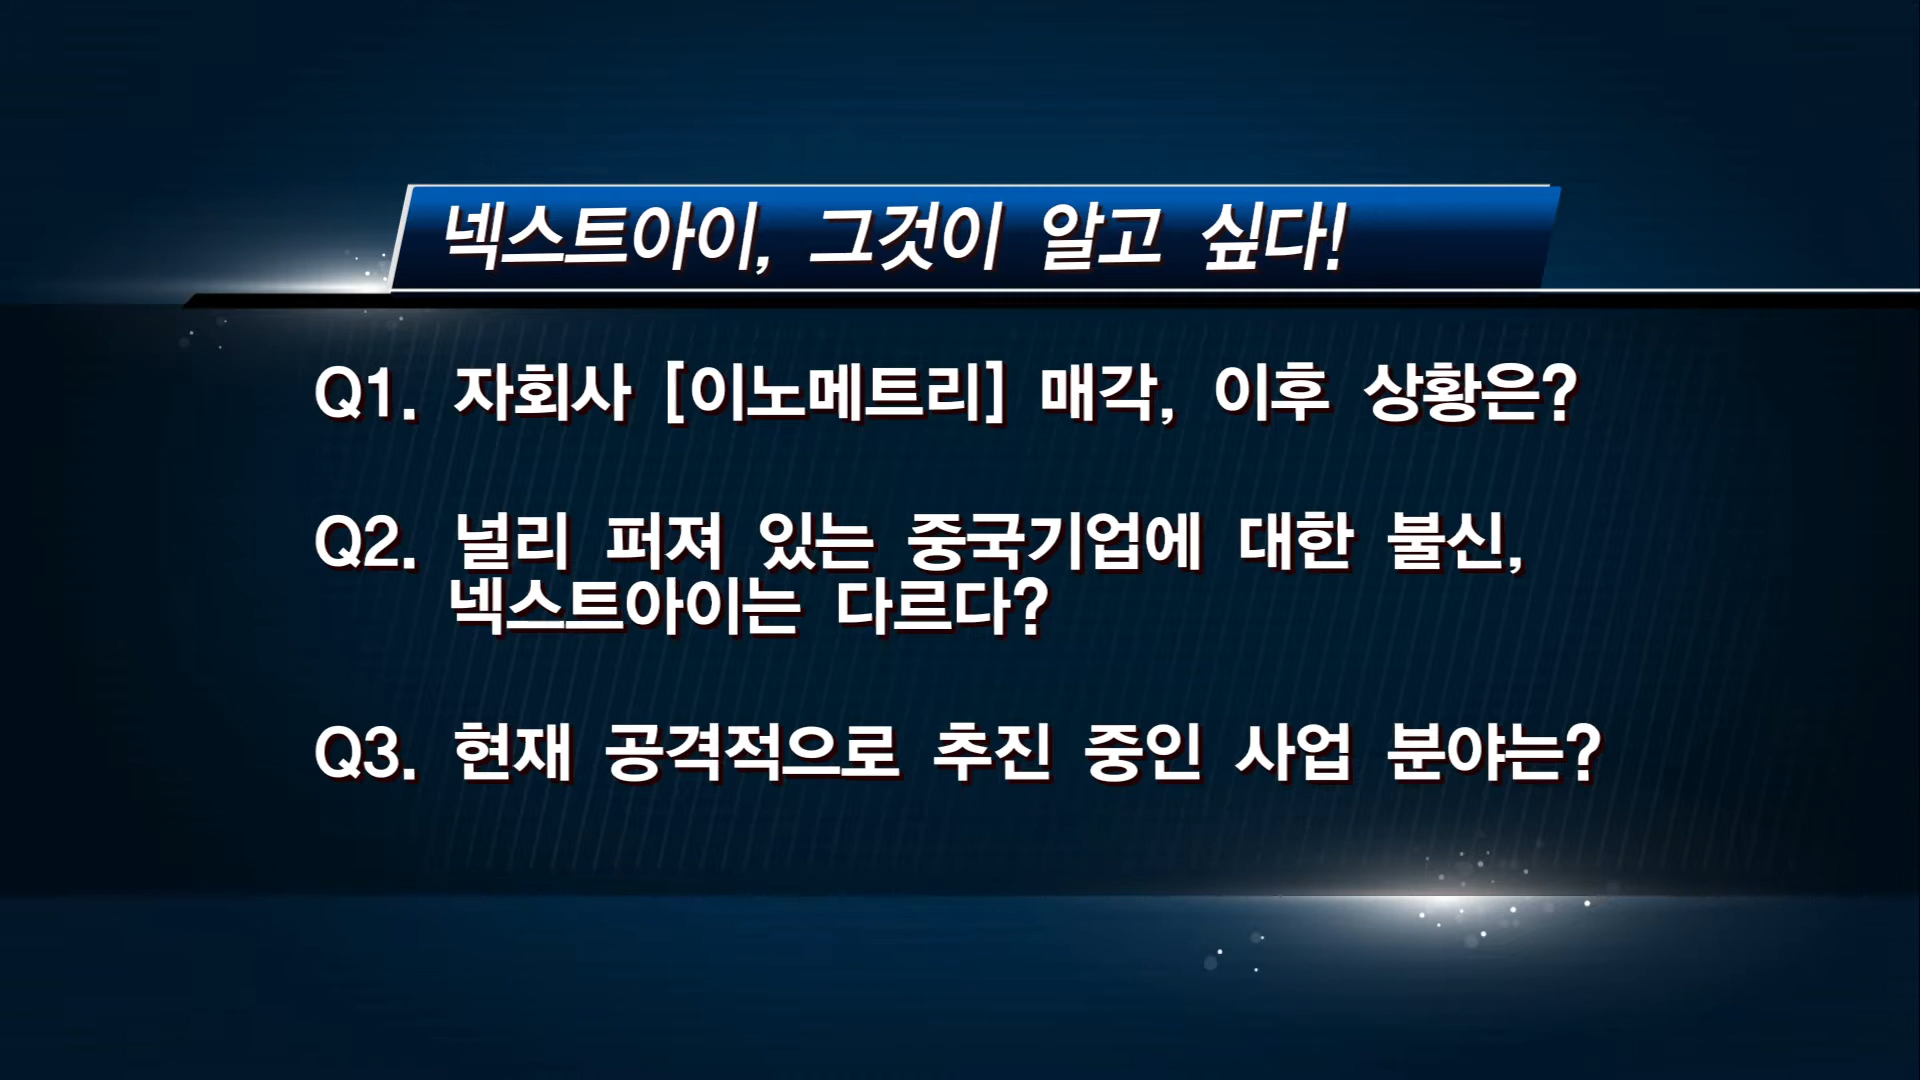 넥스트아이, 그것이 알고 싶다!
Q1. 자회사 [이노메트리] 매각, 이후 상황은?
Q2. 널리 퍼져 있는 중국기업에 대한 불신,
넥스트아이는 다르다?
Q3. 현재 공격적으로 추진 중인 사업 분야는?